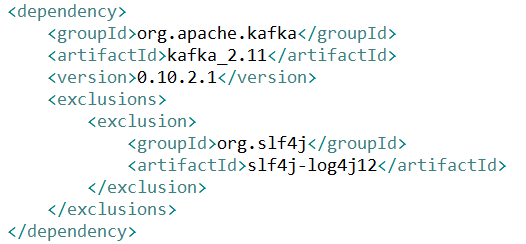 <dependency>
    <groupId>org.apache.kafka</groupId>
    <artifactId>kafka_2.11</artifactId>
    <version>0.10.2.1</version>
    <exclusions>
        <exclusion>
            <groupId>org.slf4j</groupId>
            <artifactId>slf4j-log4j12</artifactId>
        </exclusion>
    </exclusions>
</dependency>